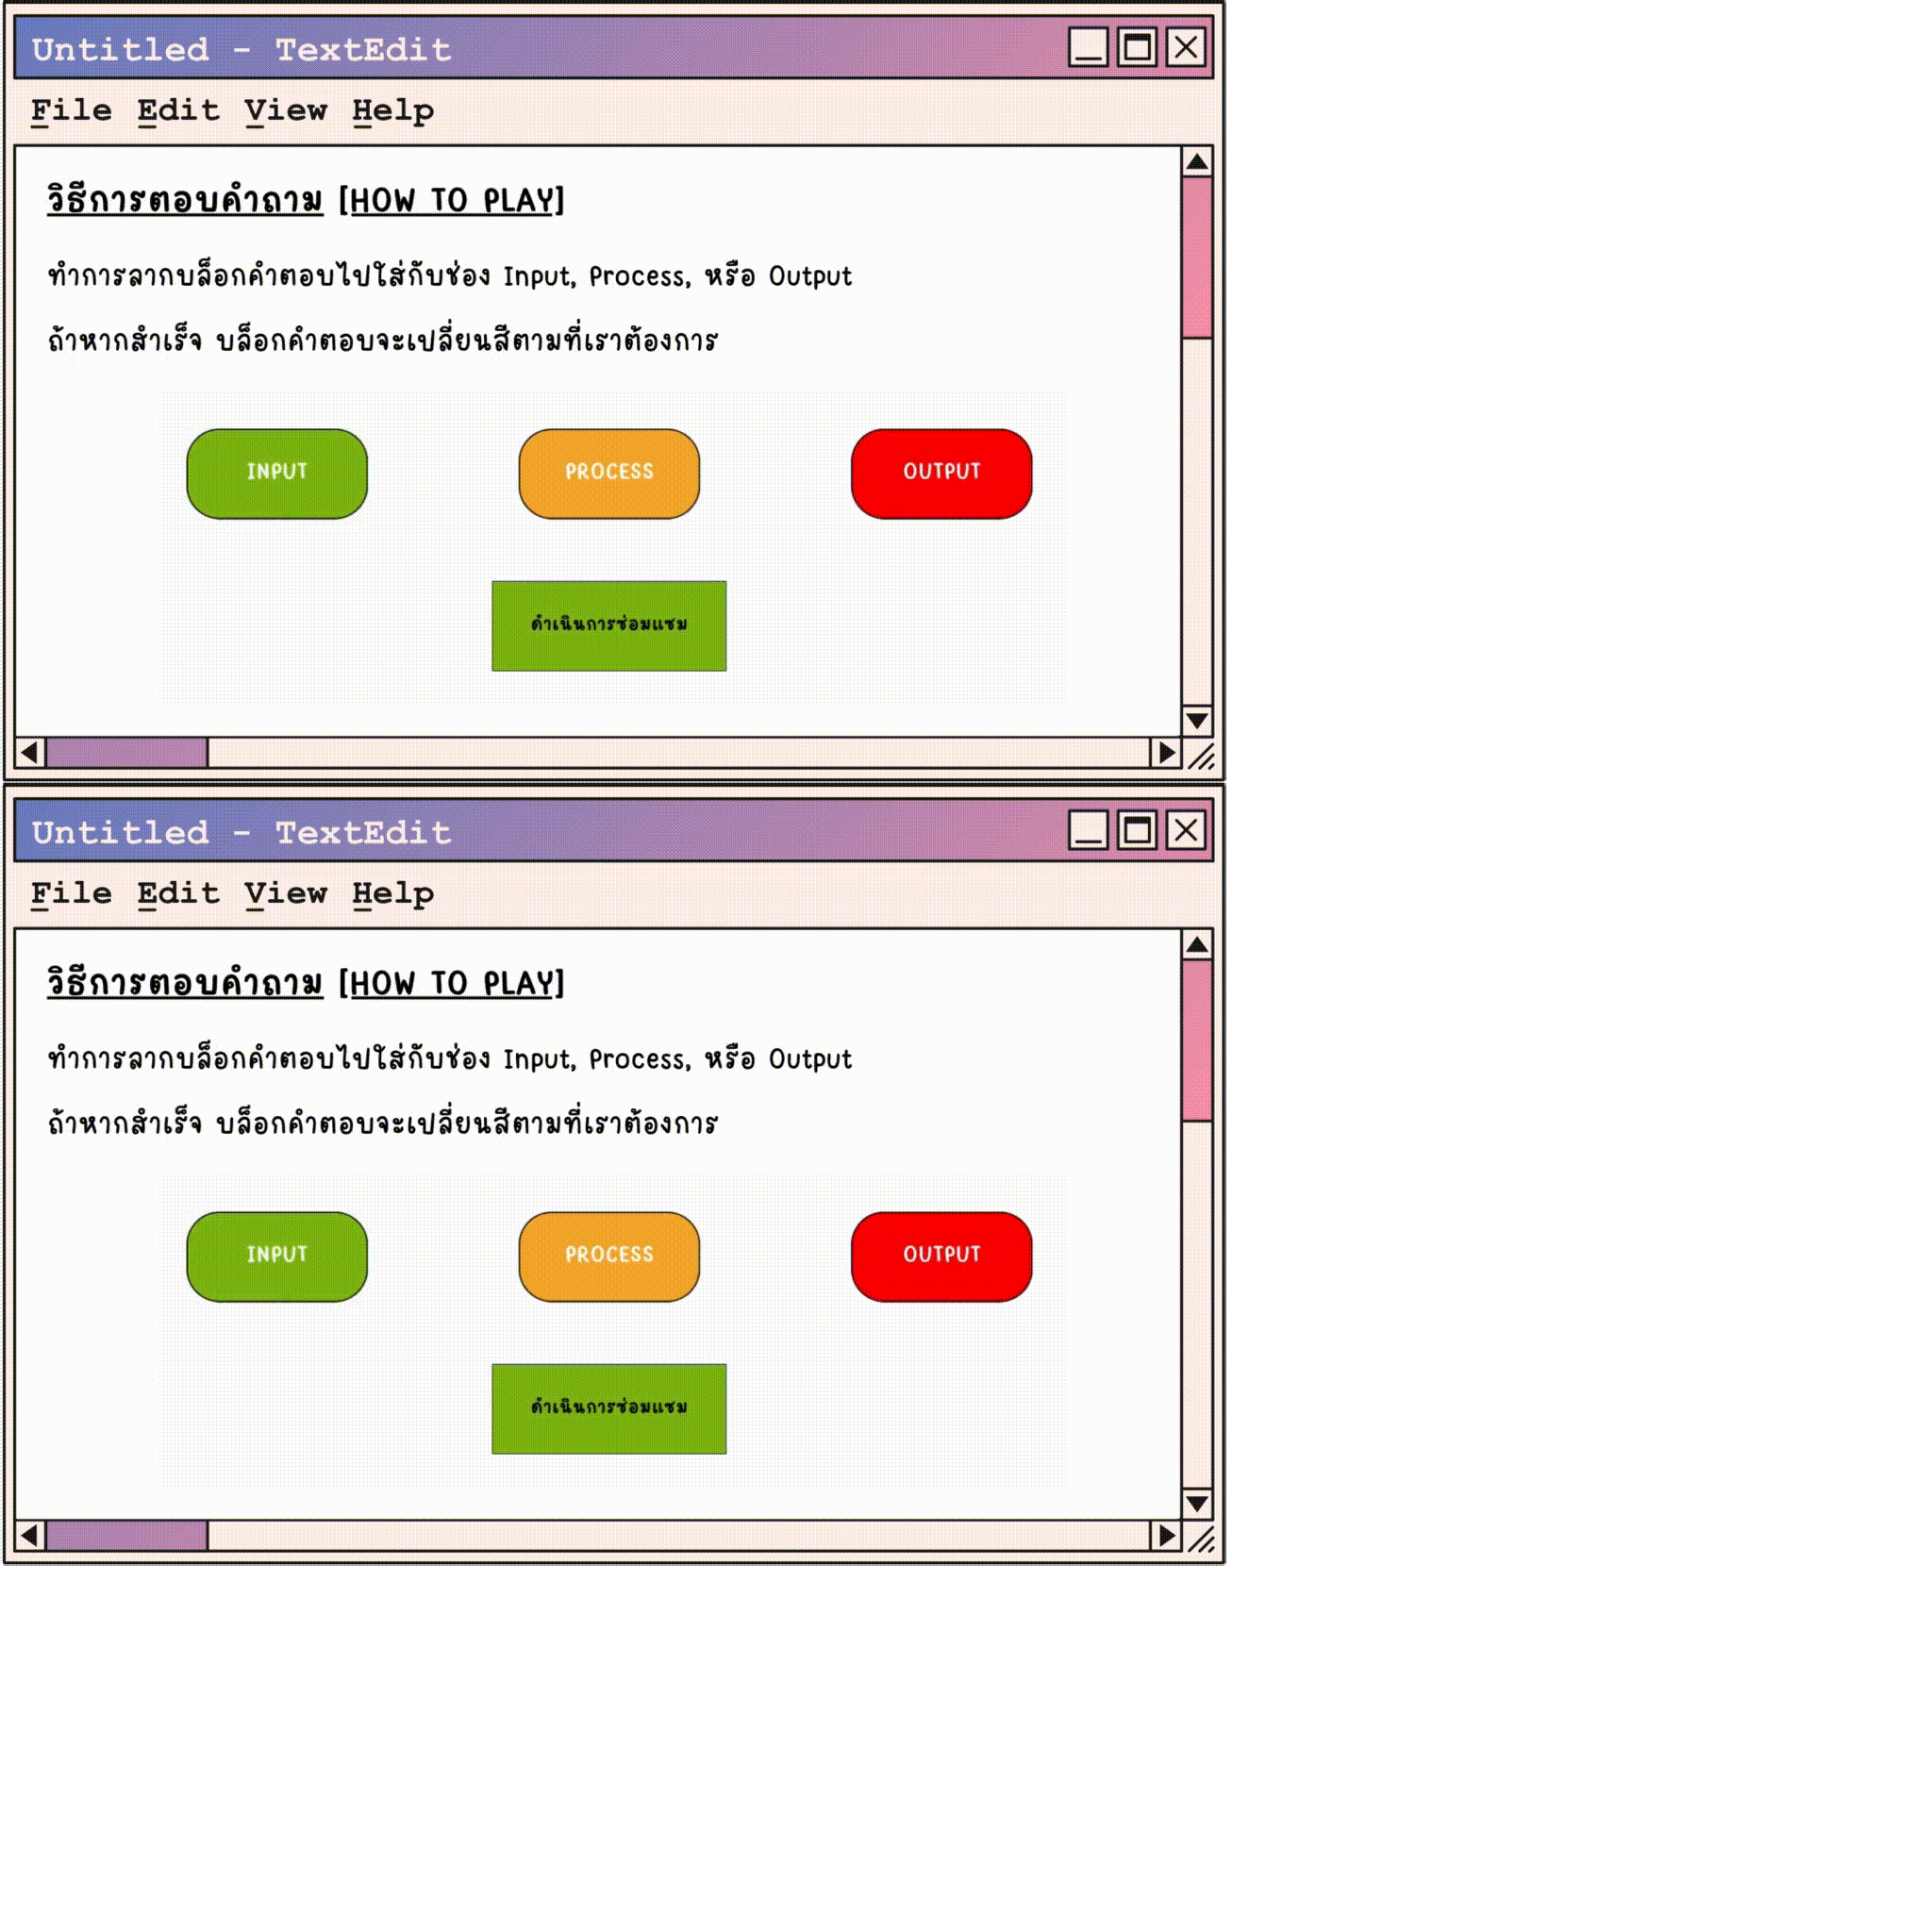 Untitled - TextEdit
File Edit View Help
วิธีการตอบคำถาม [HOW TO PLAY]
ทำการลากบล็อกคำตอบไปใส่กับช่อง Input, Process, หรือ Output
ถ้าหากสำเร็จ บล็อกคำตอบจะเปลี่ยนสีตามที่เราต้องการ
INPUT PROCESS OUTPUT
ดำเนินการซ่อมแซม
Untitled - TextEdit
File Edit View Help
วิธีการตอบคำถาม [HOW TO PLAY]
ทำการลากบล็อกคำตอบไปใส่กับช่อง Input, Process, หรือ Output
ถ้าหากสำเร็จ บล็อกคำตอบจะเปลี่ยนสีตามที่เราต้องการ
INPUT PROCESS OUTPUT
ดำเนินการซ่อมแซม